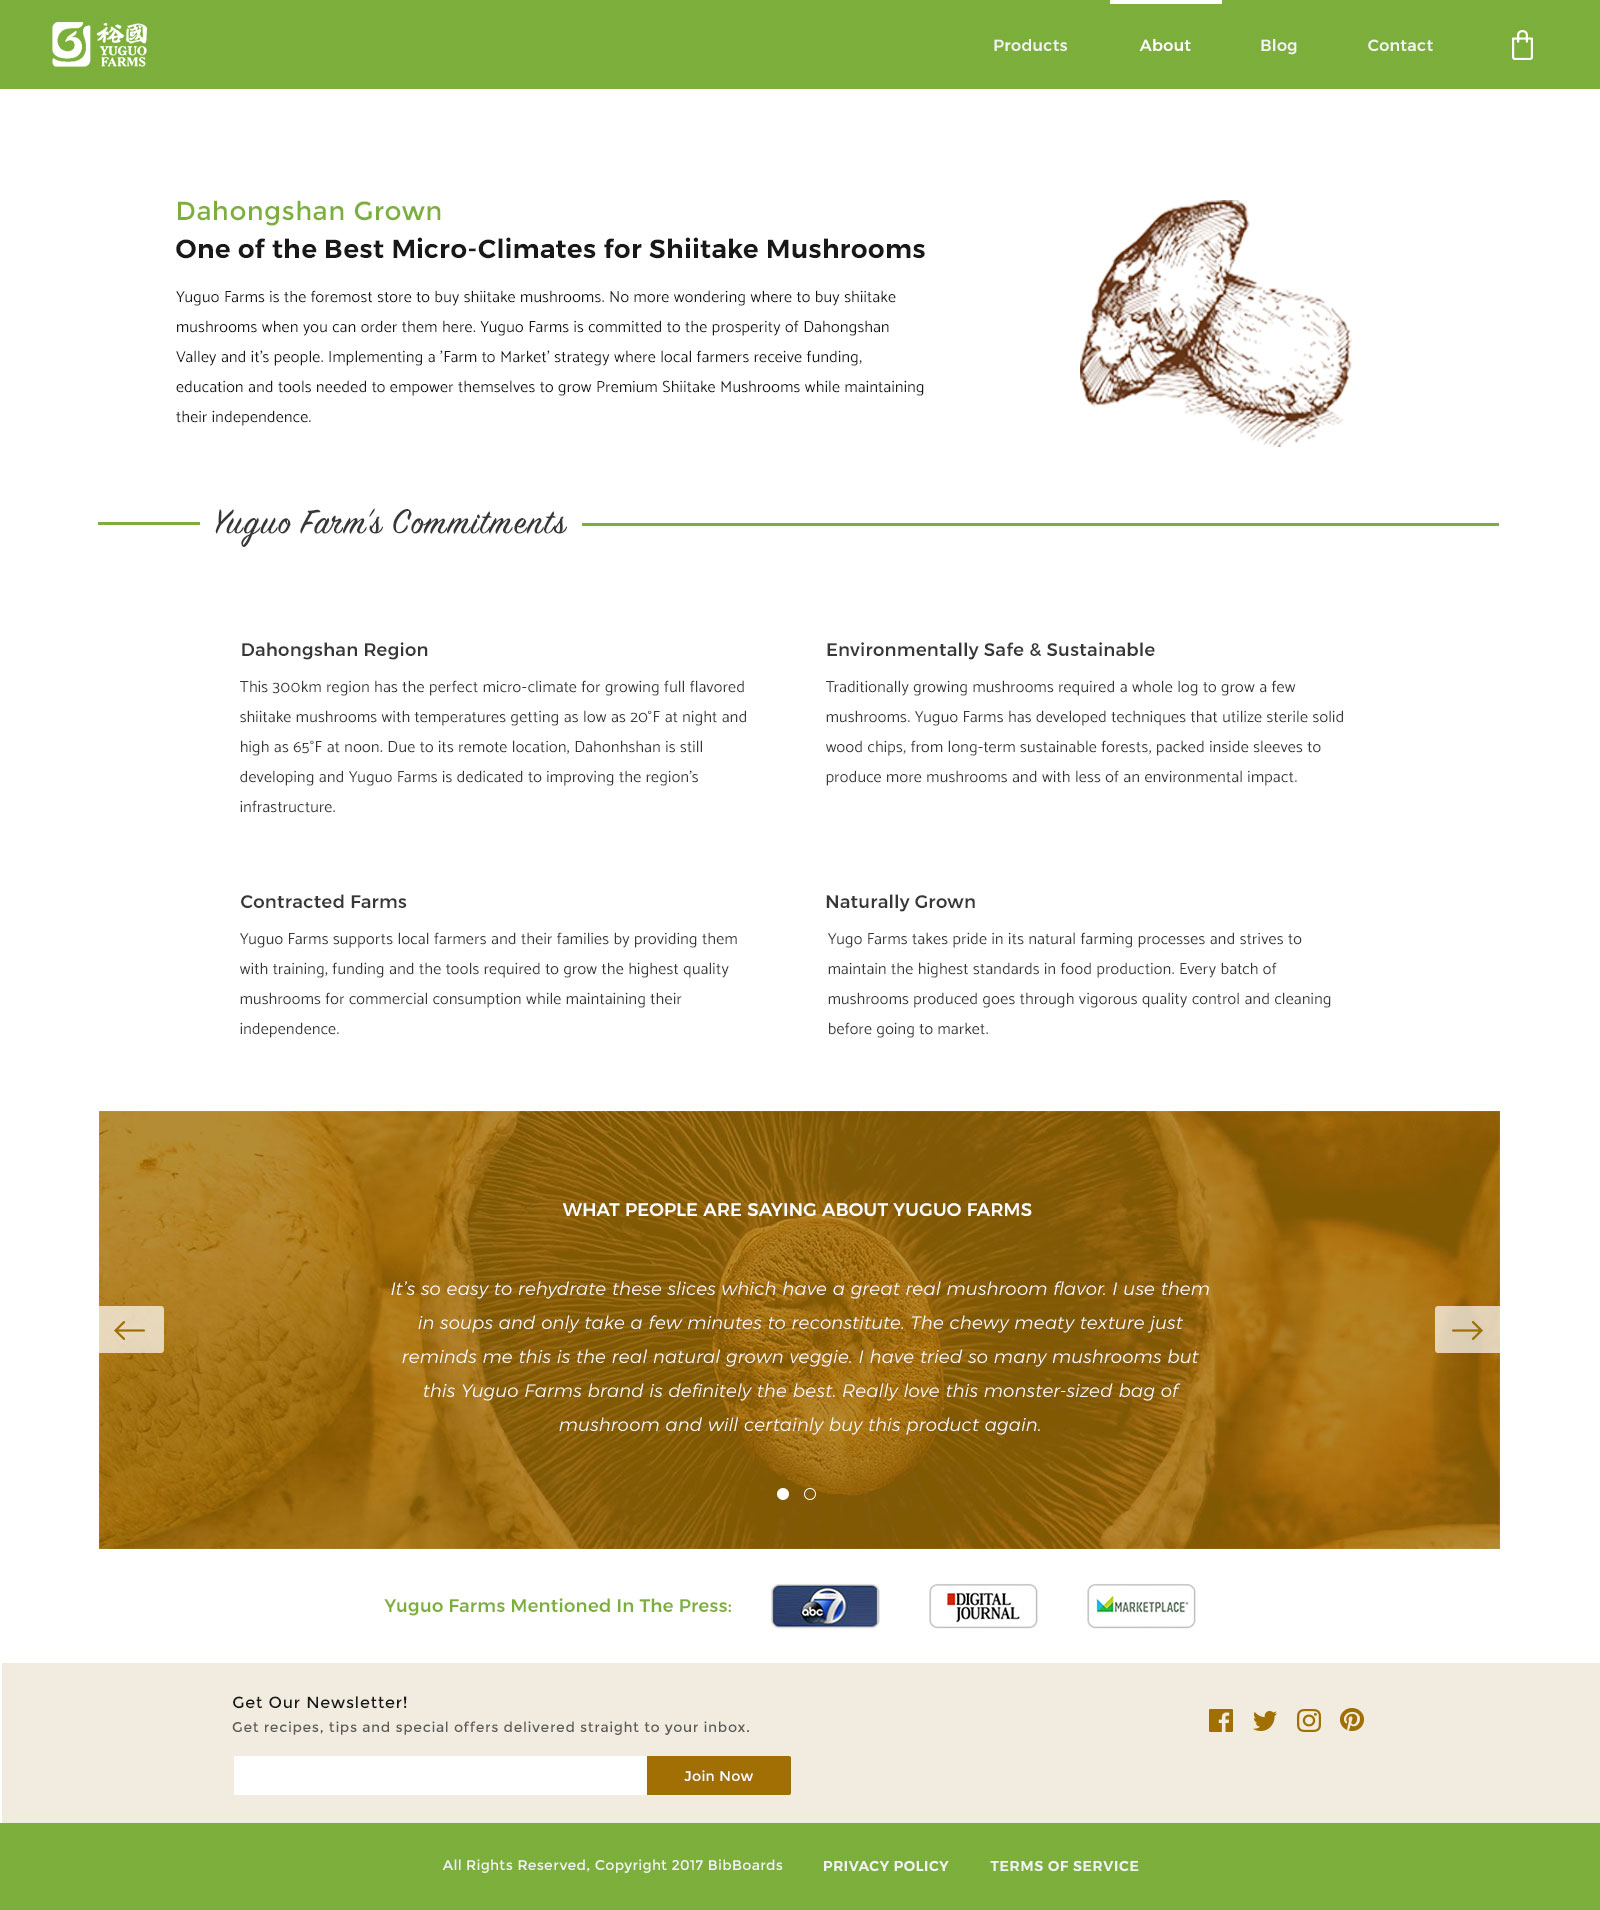 裕國
YUGUO
FARMS
Products
About
Blog
Contact
Dahongshan Grown
One of the Best Micro-Climates for Shiitake Mushrooms
Yuguo Farms is the foremost store to buy shiitake mushrooms. No more wondering where to buy shiitake
mushrooms when you can order them here. Yuguo Farms is committed to the prosperity of Dahongshan
Valley and it's people. Implementing a 'Farm to Market' strategy where local farmers receive funding,
education and tools needed to empower themselves to grow Premium Shiitake Mushrooms while maintaining
their independence.
Yuguo Farm's Commitments
Dahongshan Region
This 300km region has the perfect micro-climate for growing full flavored
shiitake mushrooms with temperatures getting as low as 20°F at night and
high as 65°F at noon. Due to its remote location, Dahonhshan is still
developing and Yuguo Farms is dedicated to improving the region's
infrastructure.
Environmentally Safe & Sustainable
Traditionally growing mushrooms required a whole log to grow a few
mushrooms. Yuguo Farms has developed techniques that utilize sterile solid
wood chips, from long-term sustainable forests, packed inside sleeves to
produce more mushrooms and with less of an environmental impact.
Contracted Farms
Yuguo Farms supports local farmers and their families by providing them
with training, funding and the tools required to grow the highest quality
mushrooms for commercial consumption while maintaining their
independence.
Naturally Grown
Yugo Farms takes pride in its natural farming processes and strives to
maintain the highest standards in food production. Every batch of
mushrooms produced goes through vigorous quality control and cleaning
before going to market.
WHAT PEOPLE ARE SAYING ABOUT YUGUO FARMS
It's so easy to rehydrate these slices which have a great real mushroom flavor. I use them
in soups and only take a few minutes to reconstitute. The chewy meaty texture just
reminds me this is the real natural grown veggie. I have tried so many mushrooms but
this Yuguo Farms brand is definitely the best. Really love this monster-sized bag of
mushroom and will certainly buy this product again.
Yuguo Farms Mentioned In The Press:
abc 7
DIGITAL
JOURNAL
MARKETPLACE
Get Our Newsletter!
Get recipes, tips and special offers delivered straight to your inbox.
Join Now
All Rights Reserved, Copyright 2017 BibBoards
PRIVACY POLICY
TERMS OF SERVICE